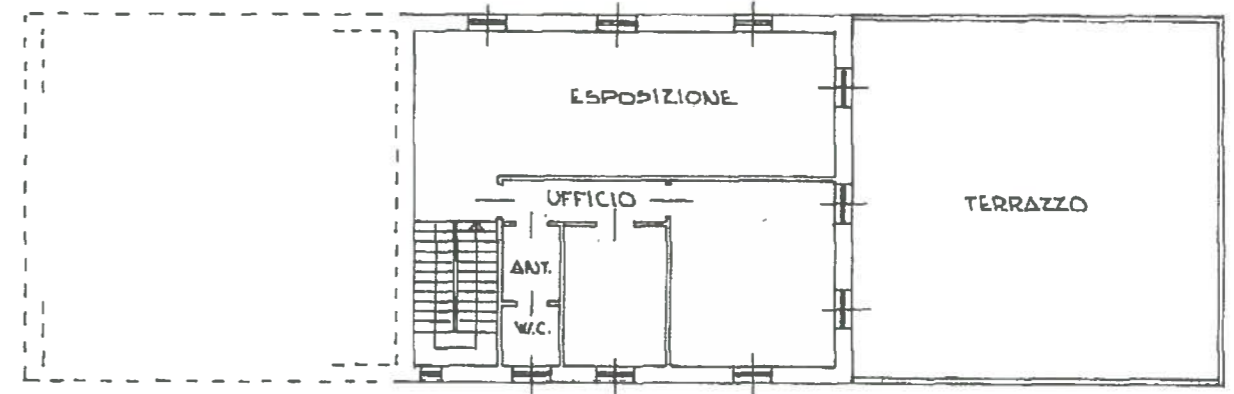 ESPOSIZIONE
UFFICIO
TERRAZZO
ANT.
W.C.